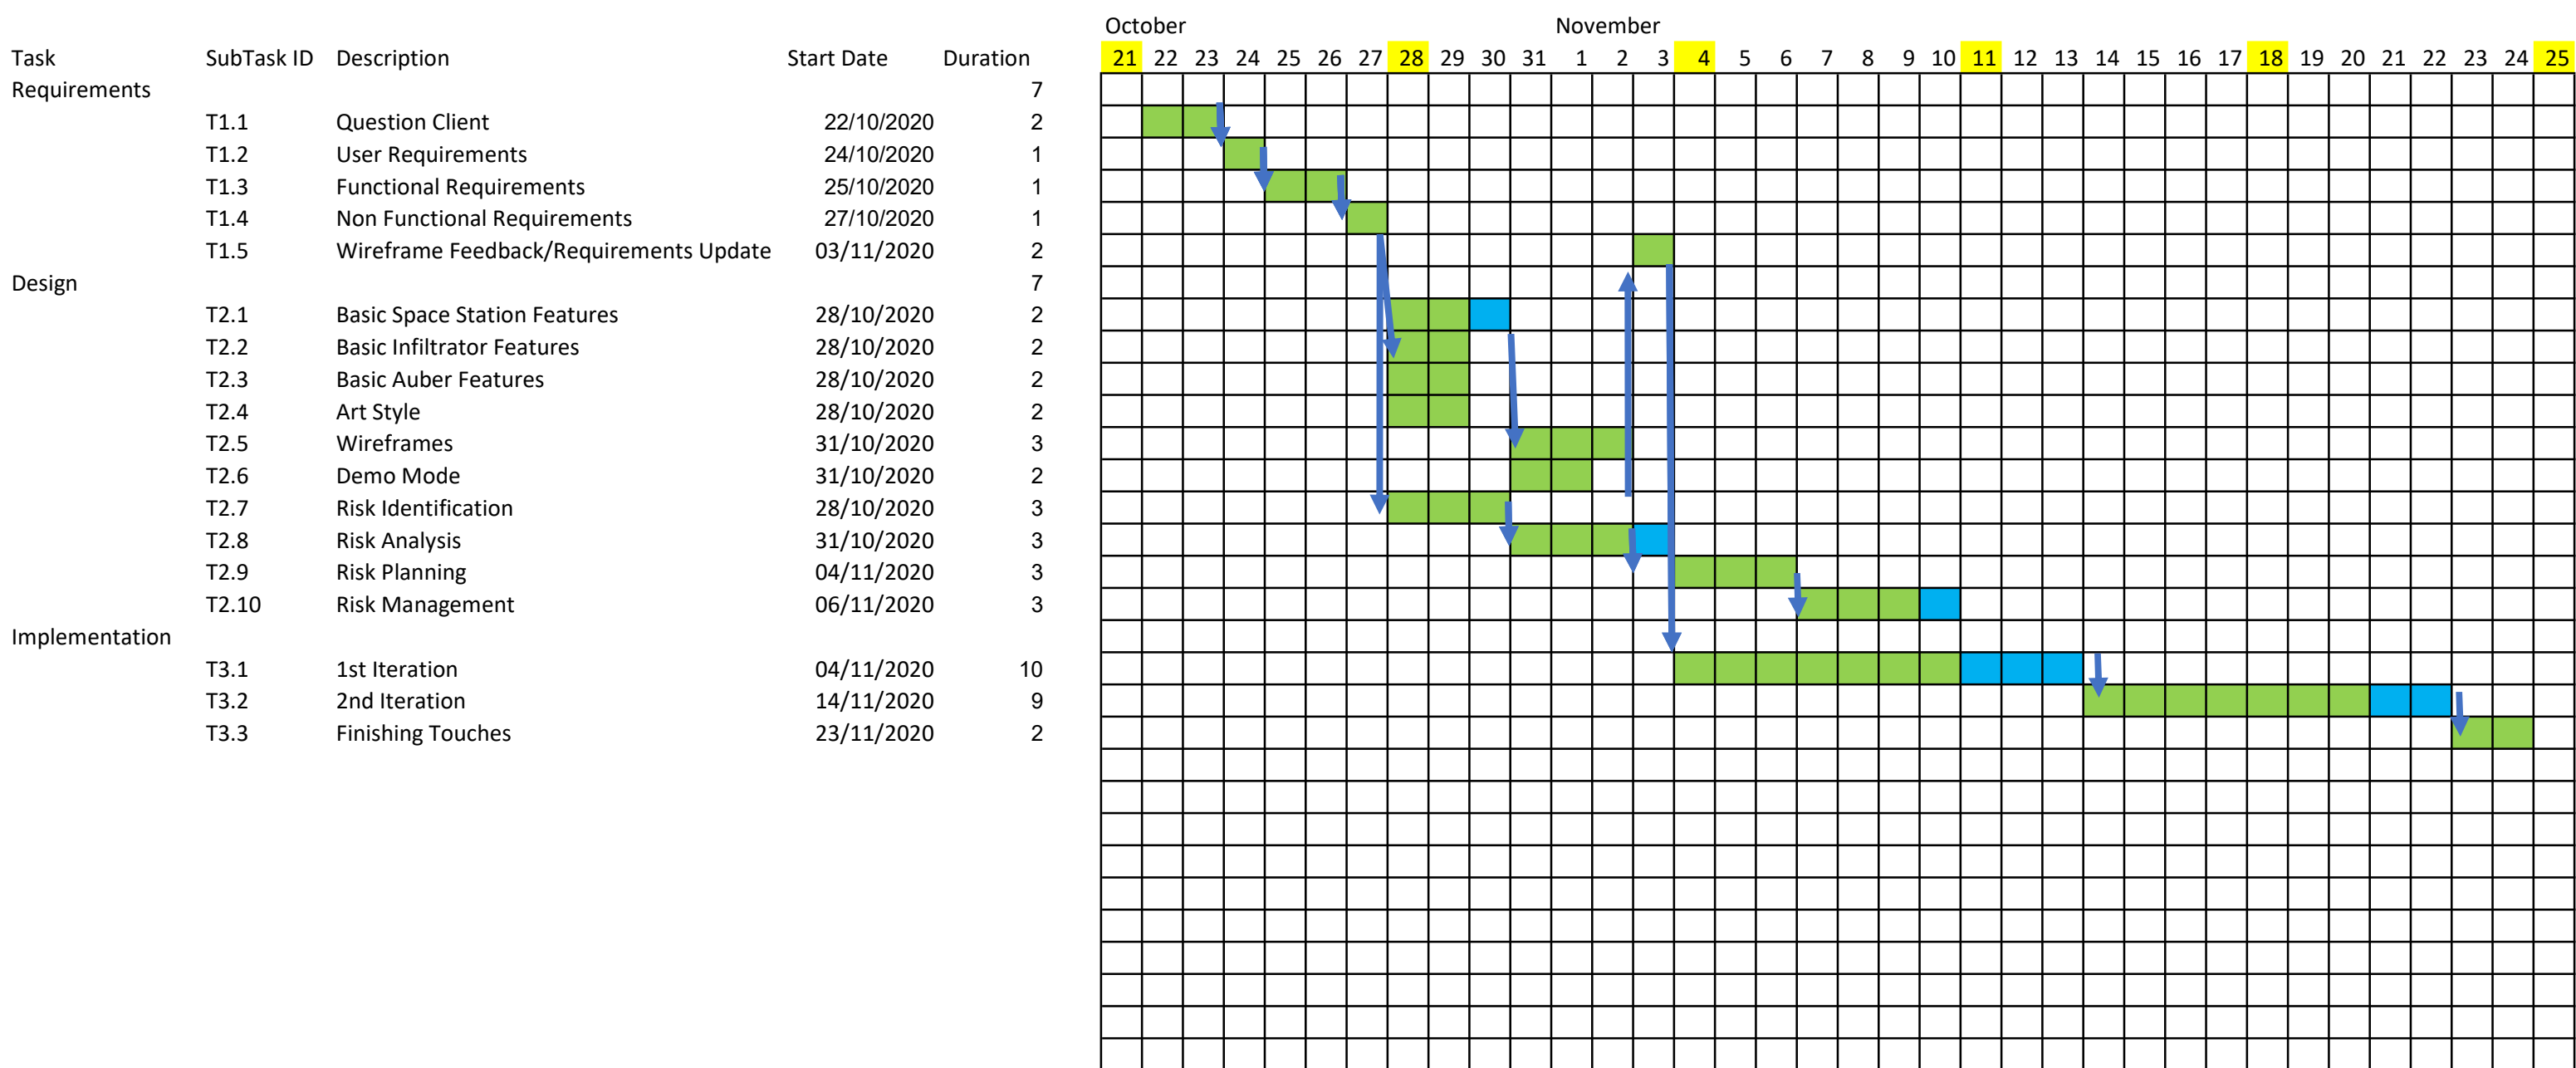 October November
Task SubTask ID Description Start Date Duration 21 22 23 24 25 26 27 28 29 30 31 1 2 3 4 5 6 7 8 9 10 11 12 13 14 15 16 17 18 19 20 21 22 23 24 25
Requirements 7
T1.1 Question Client 22/10/2020 2
T1.2 User Requirements 24/10/2020 1
T1.3 Functional Requirements 25/10/2020 1
T1.4 Non Functional Requirements 27/10/2020 1
T1.5 Wireframe Feedback/Requirements Update 03/11/2020 2
Design 7
T2.1 Basic Space Station Features 28/10/2020 2
T2.2 Basic Infiltrator Features 28/10/2020 2
T2.3 Basic Auber Features 28/10/2020 2
T2.4 Art Style 28/10/2020 2
T2.5 Wireframes 31/10/2020 3
T2.6 Demo Mode 31/10/2020 2
T2.7 Risk Identification 28/10/2020 3
T2.8 Risk Analysis 31/10/2020 3
T2.9 Risk Planning 04/11/2020 3
T2.10 Risk Management 06/11/2020 3
Implementation
T3.1 1st Iteration 04/11/2020 10
T3.2 2nd Iteration 14/11/2020 9
T3.3 Finishing Touches 23/11/2020 2